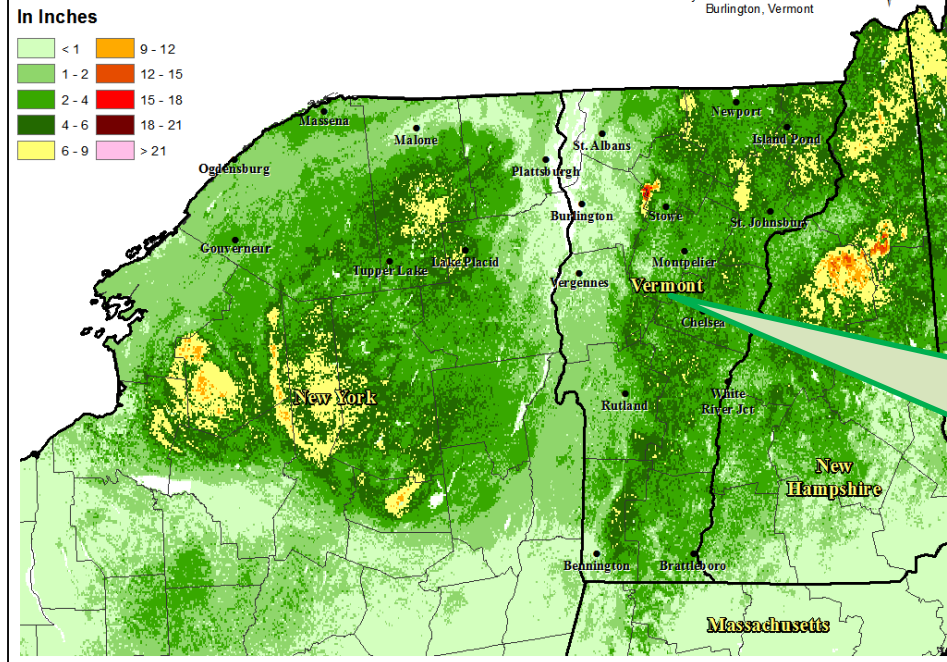 Burlington, Vermont
In Inches
< 1
9 - 12
1 - 2
12 - 15
2 - 4
15 - 18
4 - 6
18 - 21
6 - 9
> 21
Massena
Malone
Newport
Island Pond
St. Albans
Ogdensburg
Plattsburgh
Burlington
Stowe
St. Johnsbury
Gouverneur
Tupper Lake
Lake Placid
Montpelier
Vergennes
Vermont
Chelsea
New York
Rutland
White
River Jct
New
Hampshire
Bennington
Brattleboro
Massachusetts